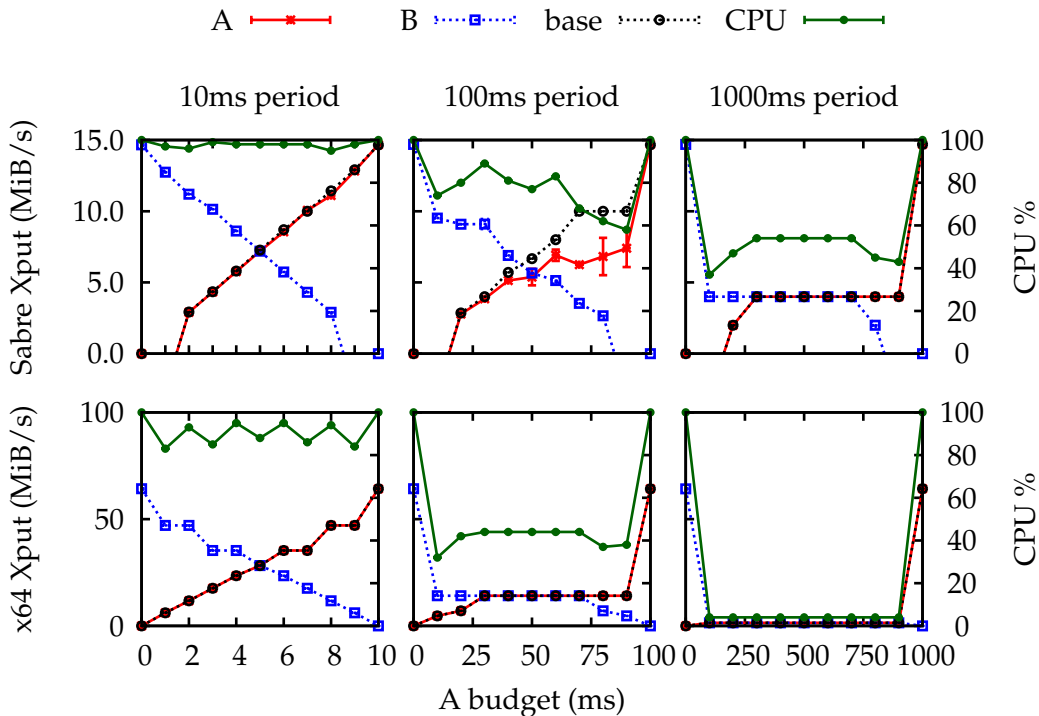 A B base CPU
10ms period 100ms period 1000ms period
Sabre Xput (MiB/s)
15.0 10.0 5.0 0.0
100 80 60 40 20 0
CPU %
x64 Xput (MiB/s)
100 50 0
100 80 60 40 20 0
CPU %
0 2 4 6 8 10 0 25 50 75 100 0 250 500 750 1000
A budget (ms)